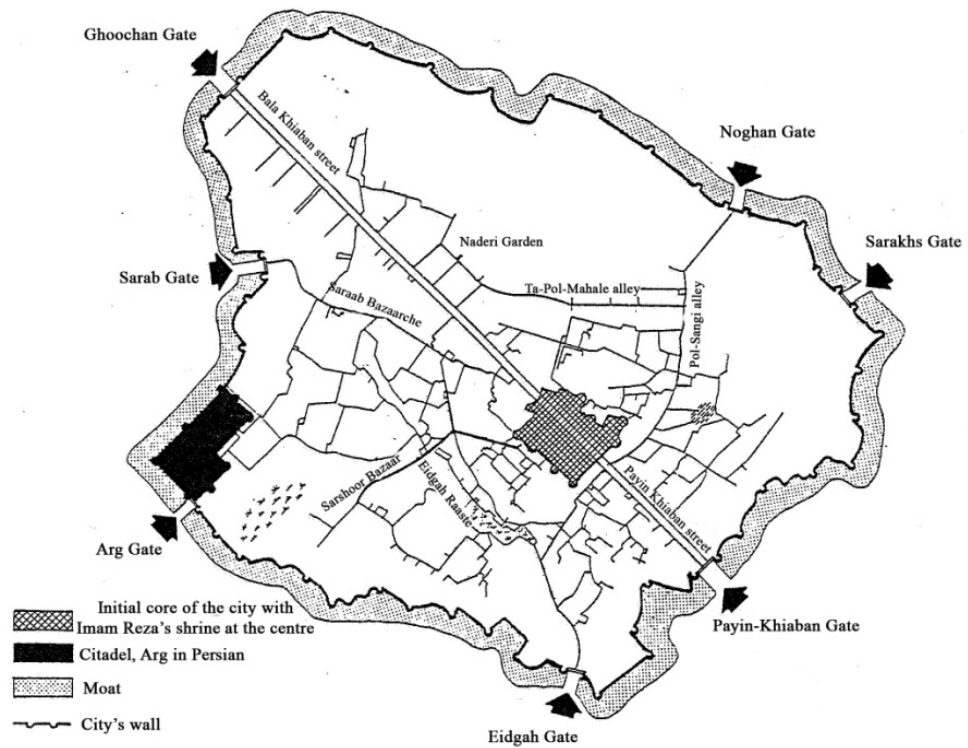 Ghoochan Gate
Bala Khiaban street
Noghan Gate
Naderi Garden
Sarakhs Gate
Sarab Gate
Ta-Pol-Mahale alley
Saraab Bazaarche
Pol-Sangi alley
Sarshoor Bazaar
Eidgah Raaste
Payin Khiaban street
Arg Gate
Payin-Khiaban Gate
Eidgah Gate
Initial core of the city with
Imam Reza's shrine at the centre
Citadel, Arg in Persian
Moat
City's wall